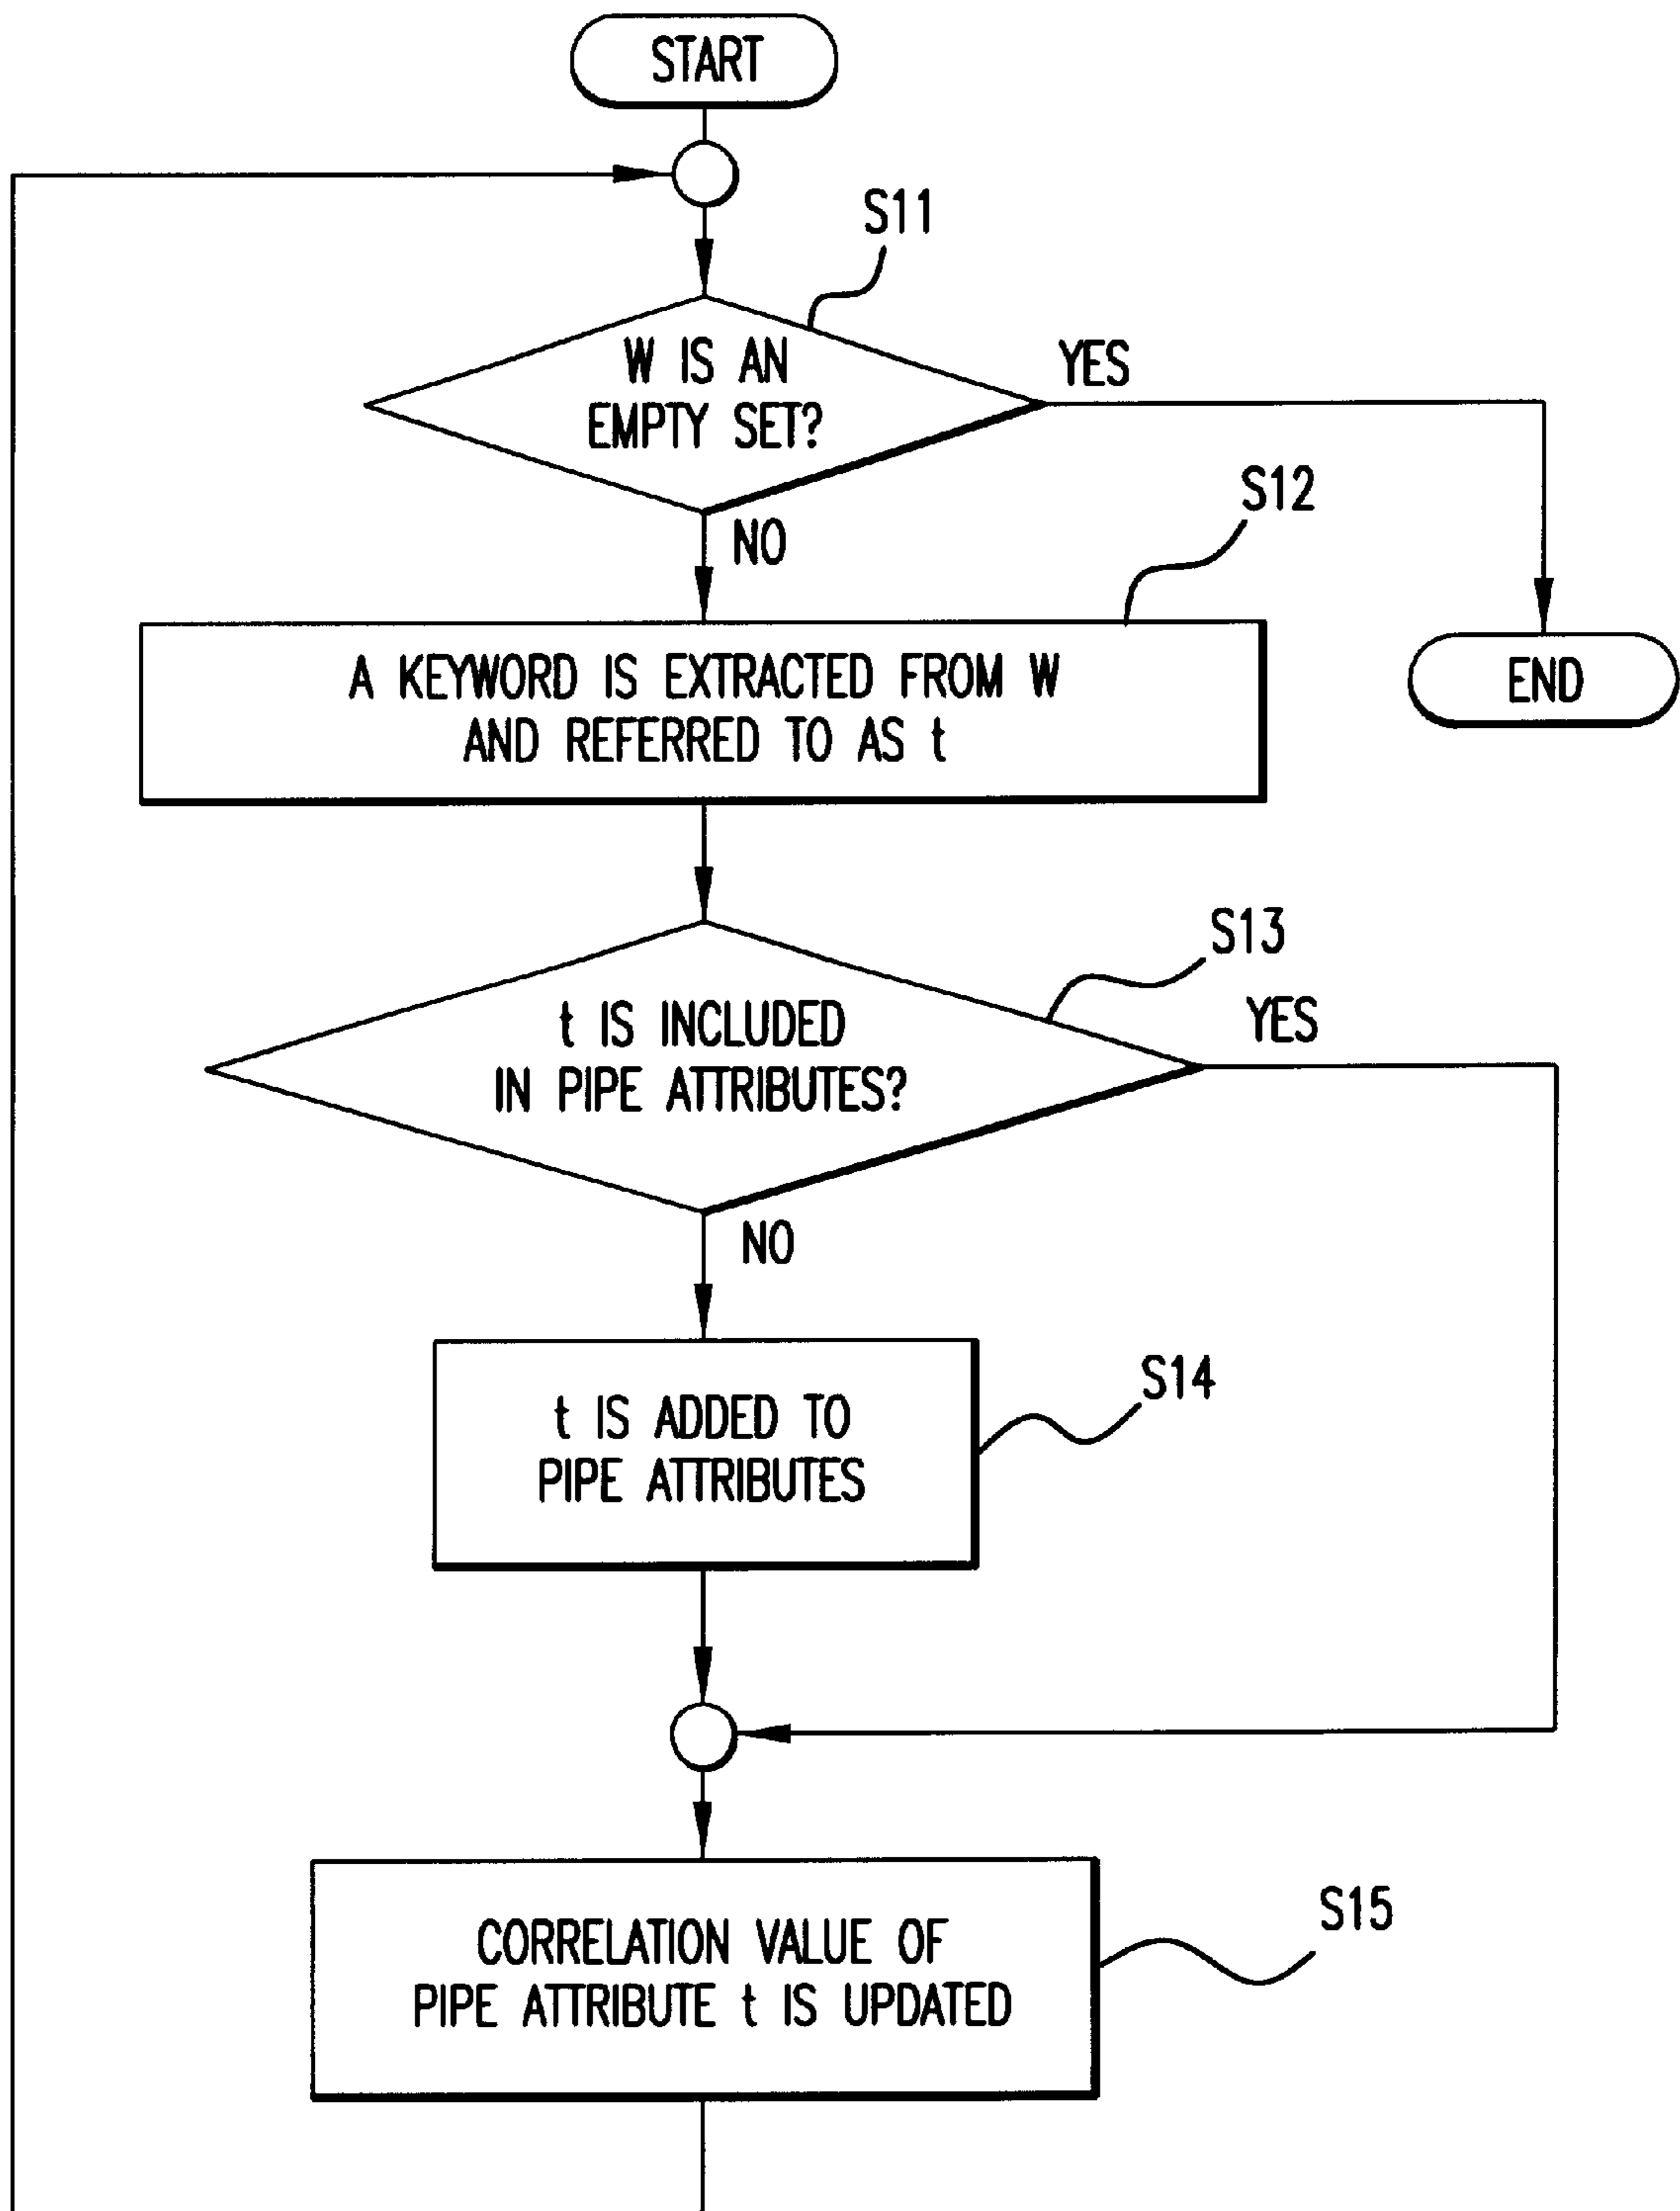 START
S11
W IS AN
EMPTY SET?
YES
NO
S12
A KEYWORD IS EXTRACTED FROM W
AND REFERRED TO AS t
END
S13
t IS INCLUDED
IN PIPE ATTRIBUTES?
YES
NO
S14
t IS ADDED TO
PIPE ATTRIBUTES
S15
CORRELATION VALUE OF
PIPE ATTRIBUTE t IS UPDATED